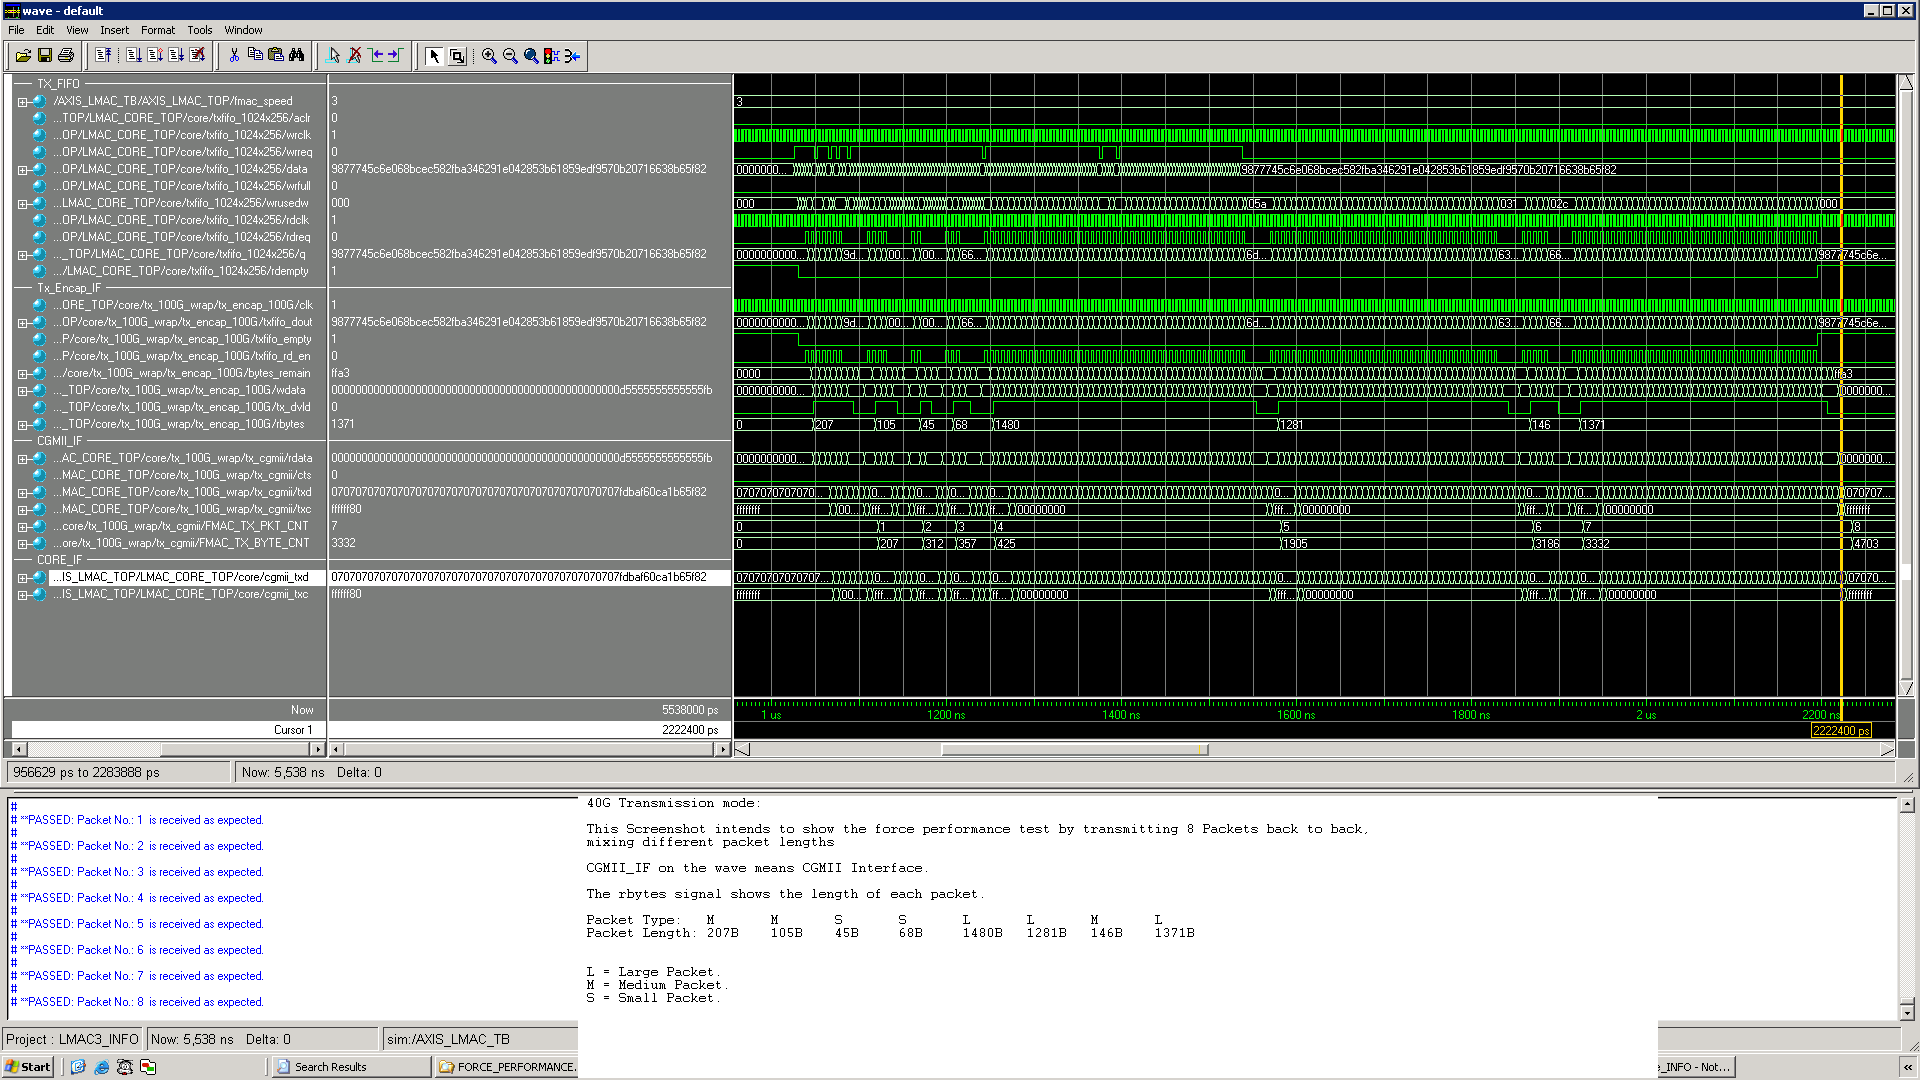 wave - default
File Edit View Insert Format Tools Window
TX_FIFO
/AXIS_LMAC_TB/AXIS_LMAC_TOP/fmac_speed 3 3
...TOP/LMAC_CORE_TOP/core/txfifo_1024x256/aclr 0
...OP/LMAC_CORE_TOP/core/txfifo_1024x256/wrclk 1
...OP/LMAC_CORE_TOP/core/txfifo_1024x256/wrreq 0
...OP/LMAC_CORE_TOP/core/txfifo_1024x256/data 9877745c6e068bcec582fba346291e042853b61859edf9570b20716638b65f82 0000000... 9877745c6e068bcec582fba346291e042853b61859edf9570b20716638b65f82
...OP/LMAC_CORE_TOP/core/txfifo_1024x256/wrfull 0
...LMAC_CORE_TOP/core/txfifo_1024x256/wrusedw 000 000 05a 031 02c 000
...OP/LMAC_CORE_TOP/core/txfifo_1024x256/rdclk 1
...OP/LMAC_CORE_TOP/core/txfifo_1024x256/rdreq 0
..._TOP/LMAC_CORE_TOP/core/txfifo_1024x256/q 9877745c6e068bcec582fba346291e042853b61859edf9570b20716638b65f82 0000000000... 9d... 00... 00... 66... 6d... 63... 66... 9877745c6e...
.../LMAC_CORE_TOP/core/txfifo_1024x256/rdempty 1
Tx_Encap_IF
...ORE_TOP/core/tx_100G_wrap/tx_encap_100G/clk 1
...OP/core/tx_100G_wrap/tx_encap_100G/txfifo_dout 9877745c6e068bcec582fba346291e042853b61859edf9570b20716638b65f82 0000000000... 9d... 00... 00... 66... 6d... 63... 66... 9877745c6e...
...P/core/tx_100G_wrap/tx_encap_100G/txfifo_empty 1
...P/core/tx_100G_wrap/tx_encap_100G/txfifo_rd_en 0
.../core/tx_100G_wrap/tx_encap_100G/bytes_remain ffa3 0000 ffa3
..._TOP/core/tx_100G_wrap/tx_encap_100G/wdata 000000000000000000000000000000000000000000000000d5555555555555fb 0000000000... 0000000...
..._TOP/core/tx_100G_wrap/tx_encap_100G/tx_dvld 0
..._TOP/core/tx_100G_wrap/tx_encap_100G/rbytes 1371 0 207 105 45 68 1480 1281 146 1371
CGMII_IF
...AC_CORE_TOP/core/tx_100G_wrap/tx_cgmii/rdata 000000000000000000000000000000000000000000000000d5555555555555fb 0000000000... 0000000...
...MAC_CORE_TOP/core/tx_100G_wrap/tx_cgmii/cts 0
...MAC_CORE_TOP/core/tx_100G_wrap/tx_cgmii/txd 07070707070707070707070707070707070707070707070707fdbaf60ca1b65f82 0707070707070... 0... 0... 0... 0... 0... 0... 0... 070707...
...MAC_CORE_TOP/core/tx_100G_wrap/tx_cgmii/txc ffffff80 ffffffff 00... fff... ff... ff... ff... 00000000 fff... 00000000 fff... ff... 00000000 ffffffff
...core/tx_100G_wrap/tx_cgmii/FMAC_TX_PKT_CNT 7 0 1 2 3 4 5 6 7 8
...ore/tx_100G_wrap/tx_cgmii/FMAC_TX_BYTE_CNT 3332 0 207 312 357 425 1905 3186 3332 4703
CORE_IF
...IS_LMAC_TOP/LMAC_CORE_TOP/core/cgmii_txd 07070707070707070707070707070707070707070707070707fdbaf60ca1b65f82 0707070707070... 0... 0... 0... 0... 0... 0... 0... 07070...
...IS_LMAC_TOP/LMAC_CORE_TOP/core/cgmii_txc ffffff80 ffffffff 00... fff... ff... ff... ff... 00000000 fff... 00000000 fff... ff... 00000000 ffffffff
Now 5538000 ps 1 us 1200 ns 1400 ns 1600 ns 1800 ns 2 us 2200 ns
Cursor 1 2222400 ps 2222400 ps
956629 ps to 2283888 ps Now: 5,538 ns Delta: 0
#
# **PASSED: Packet No.: 1 is received as expected.
#
# **PASSED: Packet No.: 2 is received as expected.
#
# **PASSED: Packet No.: 3 is received as expected.
#
# **PASSED: Packet No.: 4 is received as expected.
#
# **PASSED: Packet No.: 5 is received as expected.
#
# **PASSED: Packet No.: 6 is received as expected.
#
# **PASSED: Packet No.: 7 is received as expected.
#
# **PASSED: Packet No.: 8 is received as expected.
40G Transmission mode:
This Screenshot intends to show the force performance test by transmitting 8 Packets back to back,
mixing different packet lengths
CGMII_IF on the wave means CGMII Interface.
The rbytes signal shows the length of each packet.
Packet Type: M M S S L L M L
Packet Length: 207B 105B 45B 68B 1480B 1281B 146B 1371B
L = Large Packet.
M = Medium Packet.
S = Small Packet.
Project : LMAC3_INFO Now: 5,538 ns Delta: 0 sim:/AXIS_LMAC_TB
Start Search Results FORCE_PERFORMANCE. e_INFO - Not... «